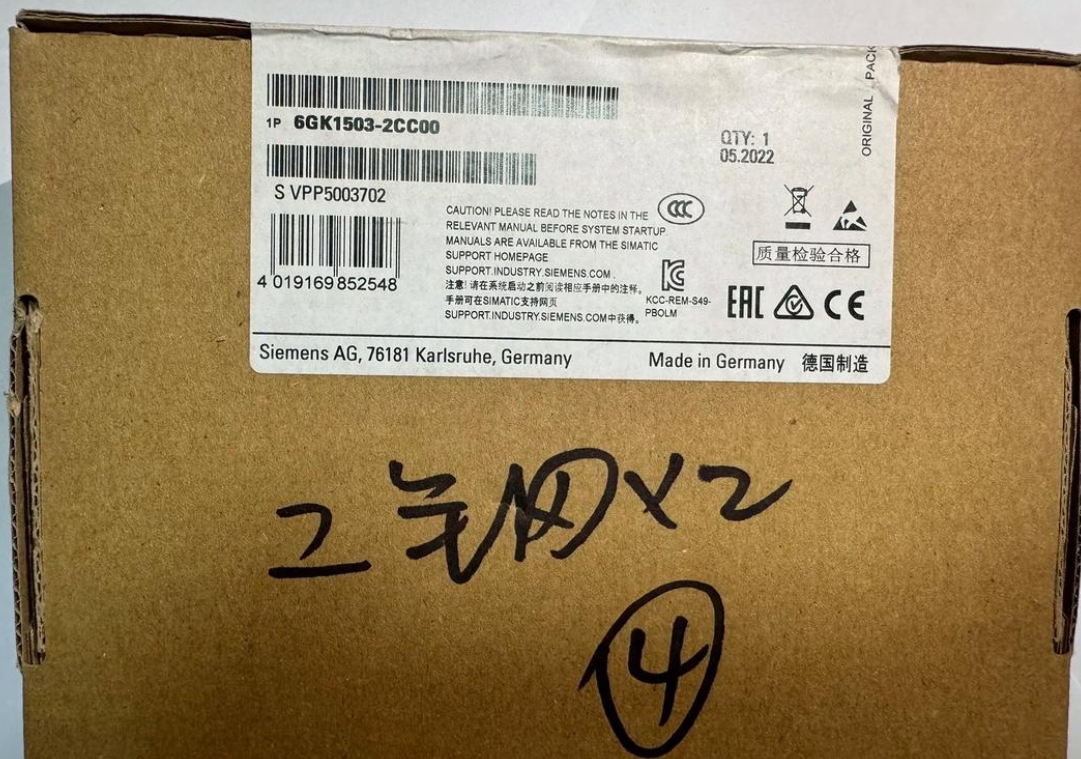 ORIGINAL PACK
1P 6GK1503-2CC00
QTY: 1
05.2022
S VPP5003702
4 019169 852548
CAUTION! PLEASE READ THE NOTES IN THE
RELEVANT MANUAL BEFORE SYSTEM STARTUP.
MANUALS ARE AVAILABLE FROM THE SIMATIC
SUPPORT HOMEPAGE
SUPPORT.INDUSTRY.SIEMENS.COM.
注意! 请在系统启动之前阅读相应手册中的注释。
手册可在SIMATIC支持网页
SUPPORT.INDUSTRY.SIEMENS.COM中获得。
CCC
KCC-REM-S49-
PBOLM
质量检验合格
EAC
CE
Siemens AG, 76181 Karlsruhe, Germany
Made in Germany 德国制造
X2
4